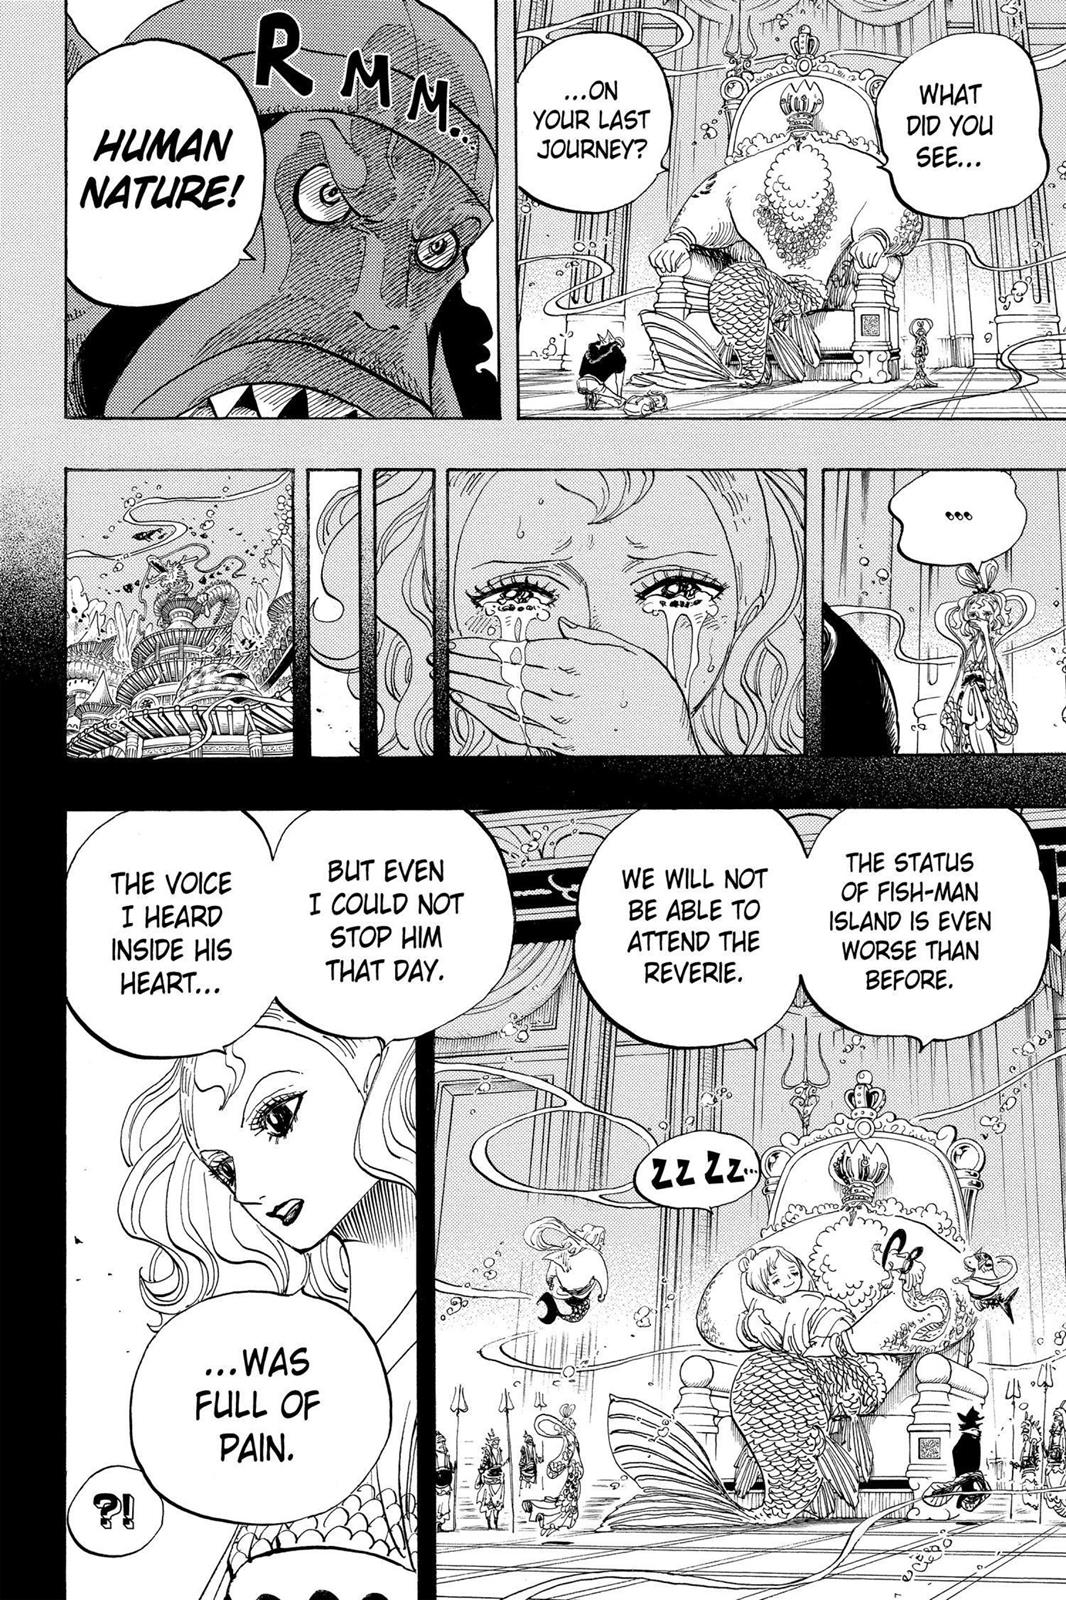 WHAT
DID YOU
SEE...
...ON
YOUR LAST
JOURNEY?
RMMM...
HUMAN
NATURE!
...
THE STATUS
OF FISH-MAN
ISLAND IS EVEN
WORSE THAN
BEFORE.
WE WILL NOT
BE ABLE TO
ATTEND THE
REVERIE.
ZZZZ...
BUT EVEN
I COULD NOT
STOP HIM
THAT DAY.
THE VOICE
I HEARD
INSIDE HIS
HEART...
...WAS
FULL OF
PAIN.
?!